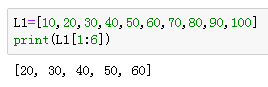 L1=[10,20,30,40,50,60,70,80,90,100]
print(L1[1:6])
[20, 30, 40, 50, 60]